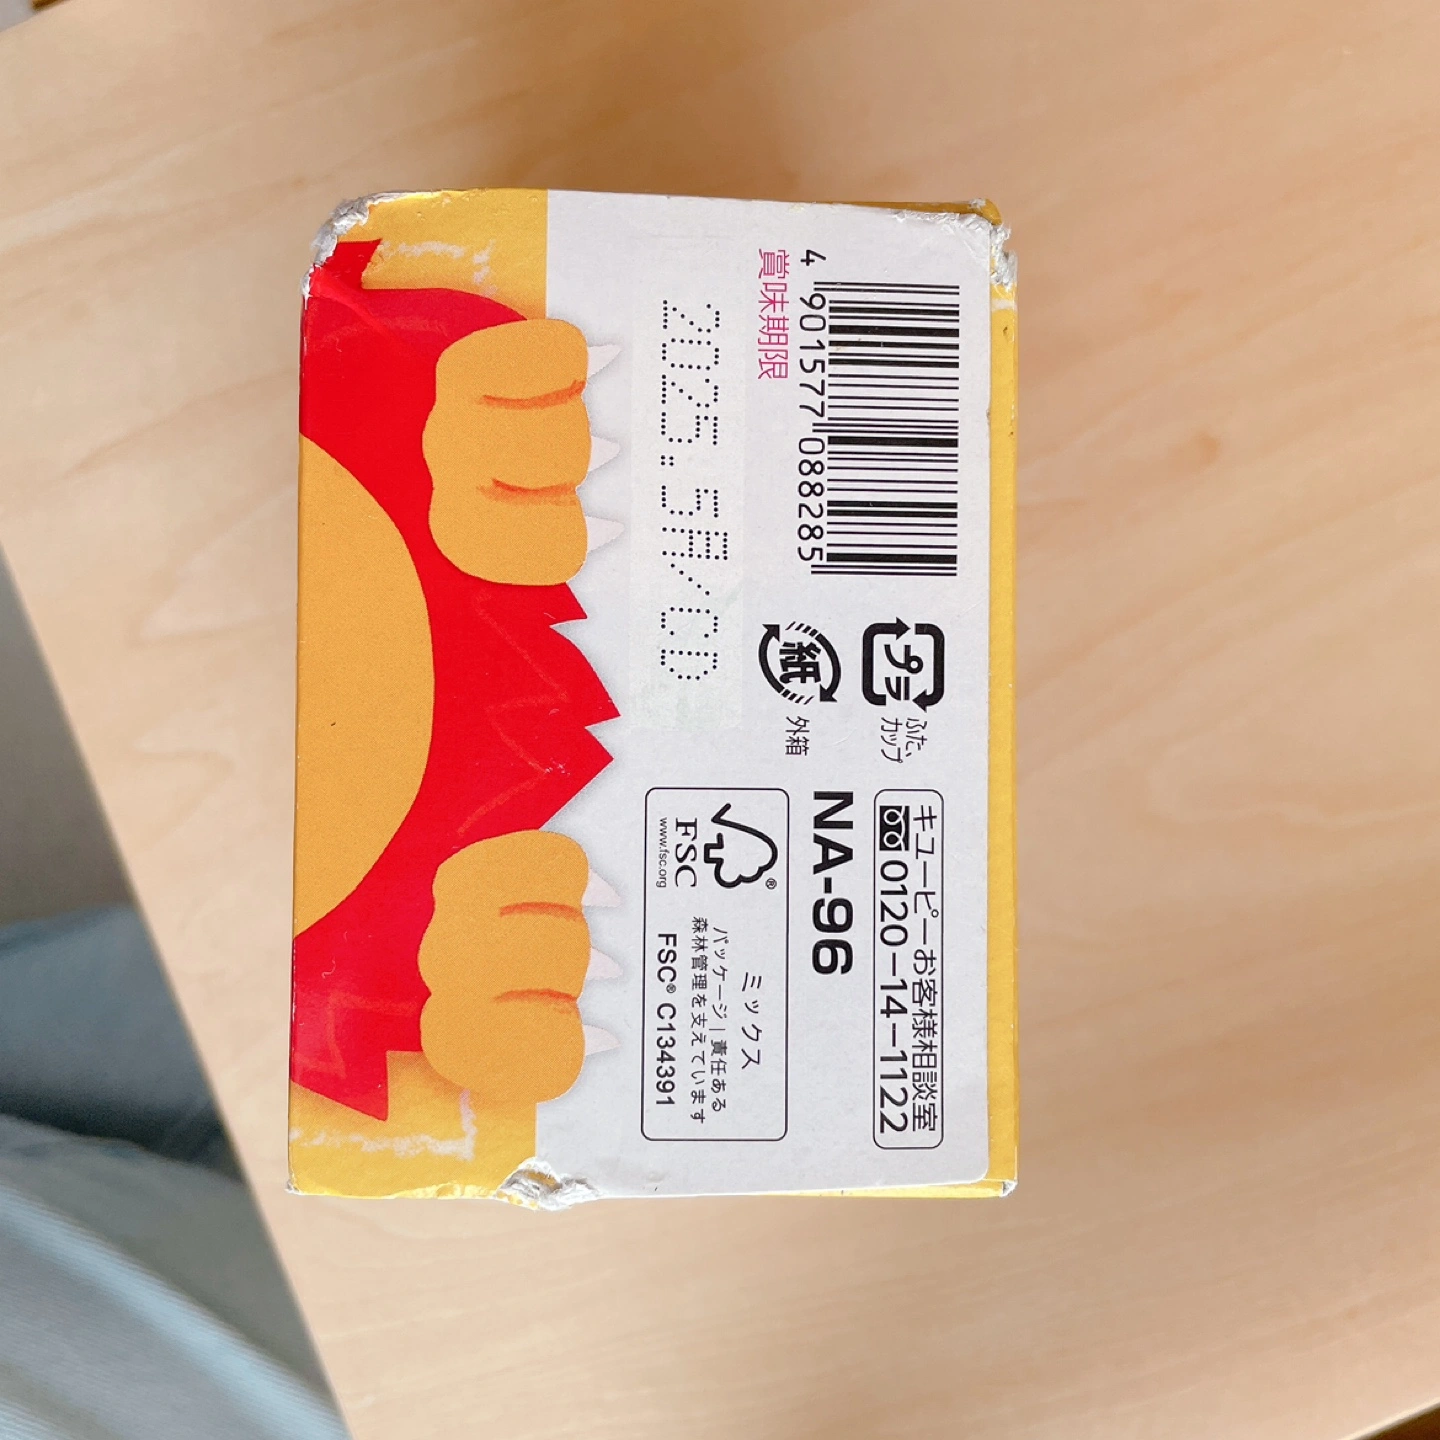 4 901577 088285
賞味期限
2025. 5月/CD
プラ
ふた、
カップ
紙
外箱
キユーピーお客様相談室
0120-14-1122
NA-96
®
FSC
www.fsc.org
ミックス
パッケージ|責任ある
森林管理を支えています
FSC® C134391